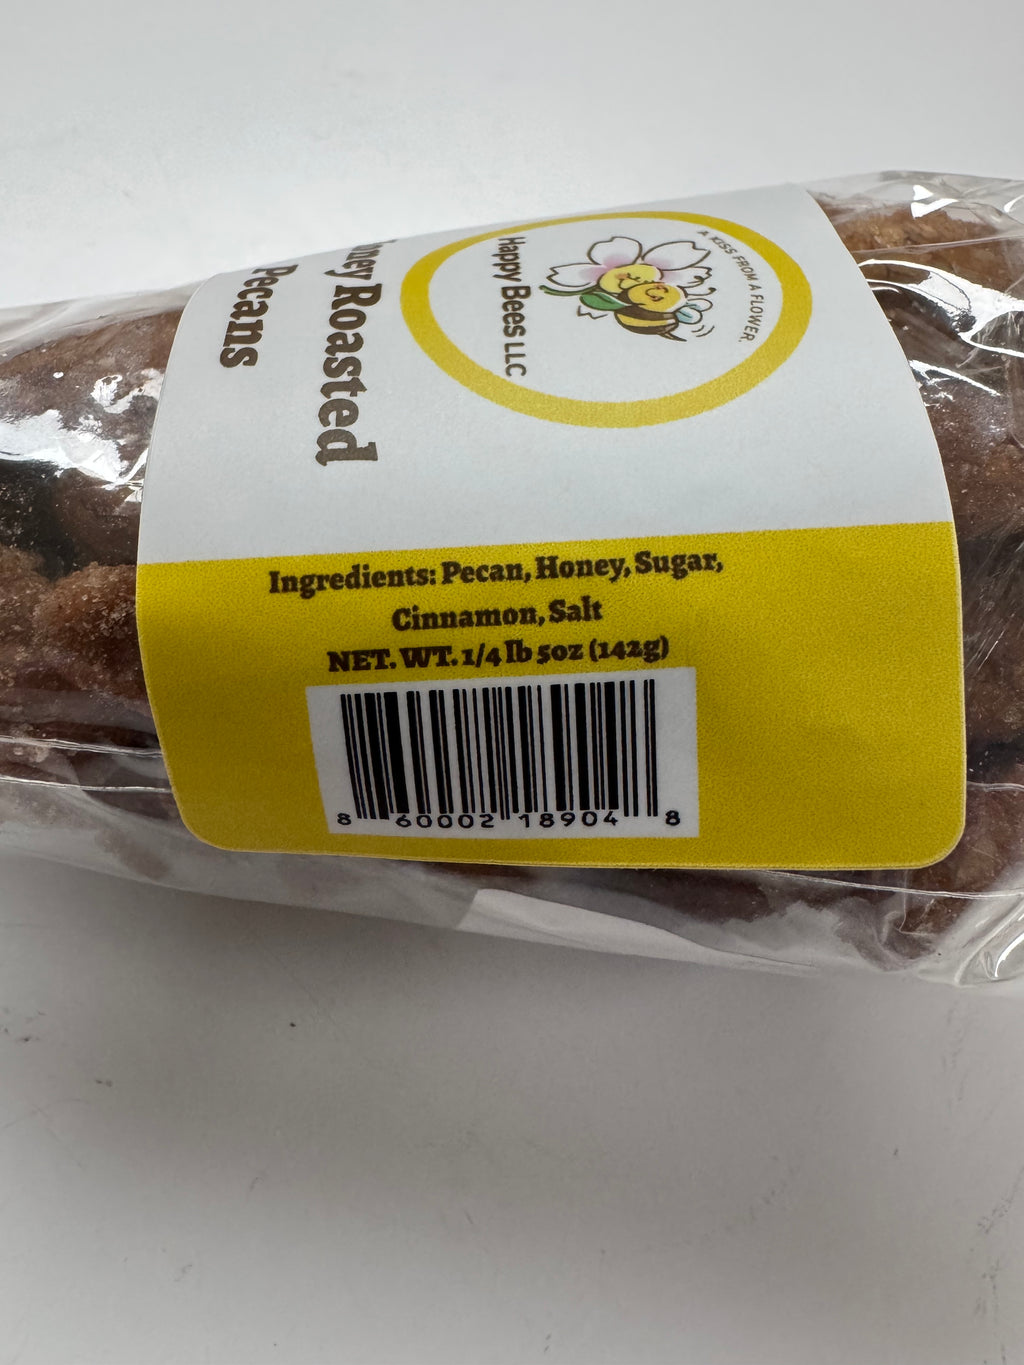 A KISS FROM A FLOWER.
Happy Bees LLC
Roasted
Pecans
Ingredients: Pecan, Honey, Sugar,
Cinnamon, Salt
NET. WT. 1/4 lb 5oz (142g)
8 60002 18904 8